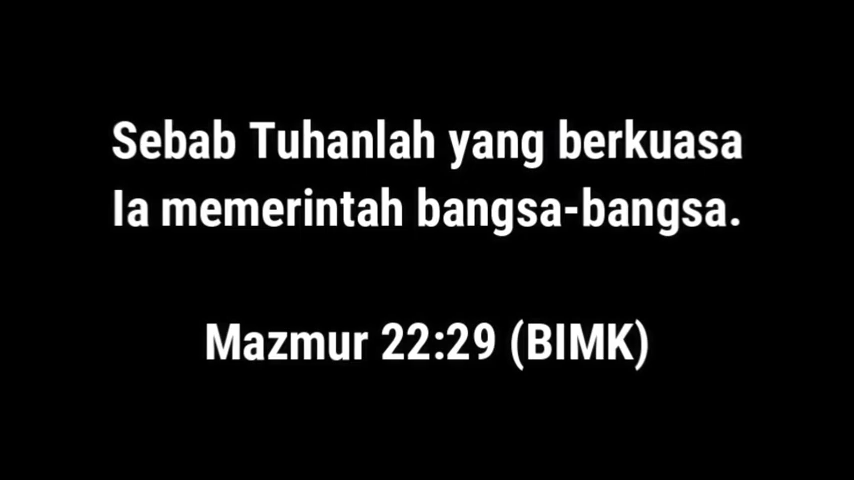 Sebab Tuhanlah yang berkuasa
Ia memerintah bangsa-bangsa.
Mazmur 22:29 (BIMK)